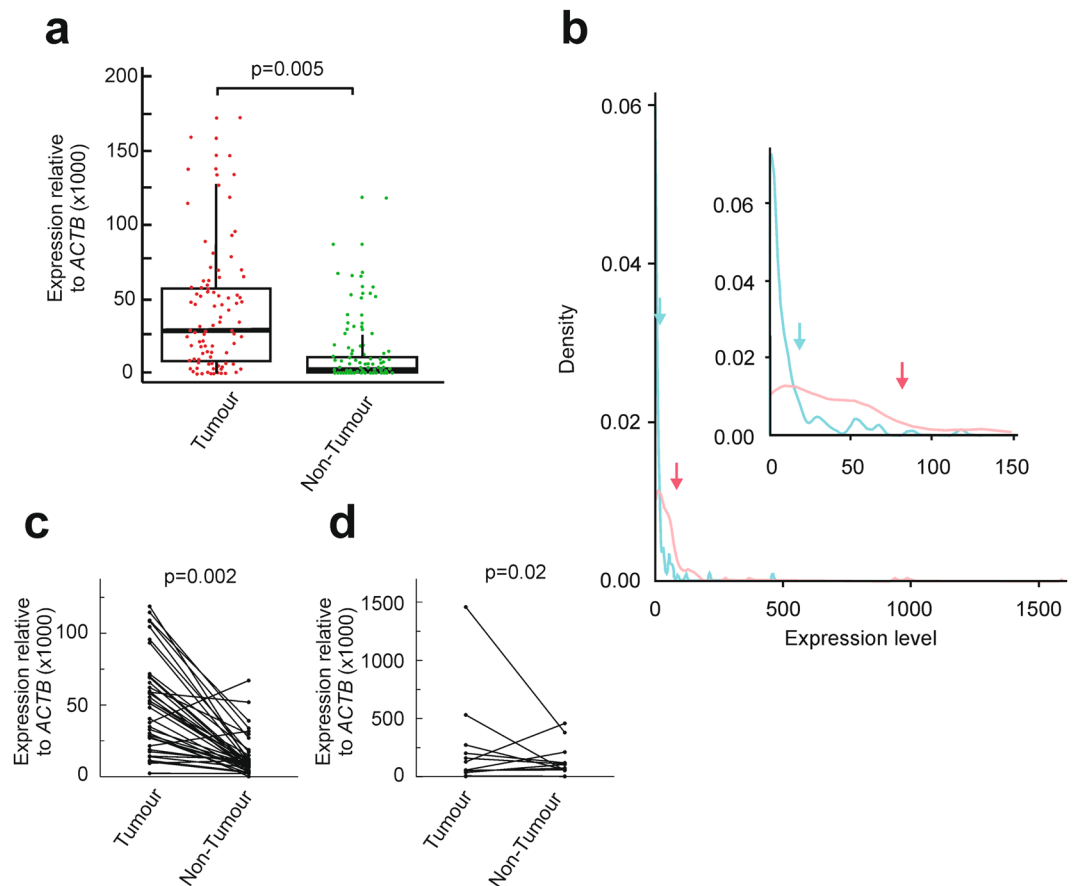 a
p=0.005
Expression relative
to ACTB (x1000)
200
150
100
50
0
Tumour
Non-Tumour
b
Density
0.06
0.04
0.02
0.00
0
500
1000
1500
Expression level
0.06
0.04
0.02
0.00
0
50
100
150
c
p=0.002
Expression relative
to ACTB (x1000)
100
50
0
Tumour
Non-Tumour
d
p=0.02
Expression relative
to ACTB (x1000)
1500
1000
500
0
Tumour
Non-Tumour